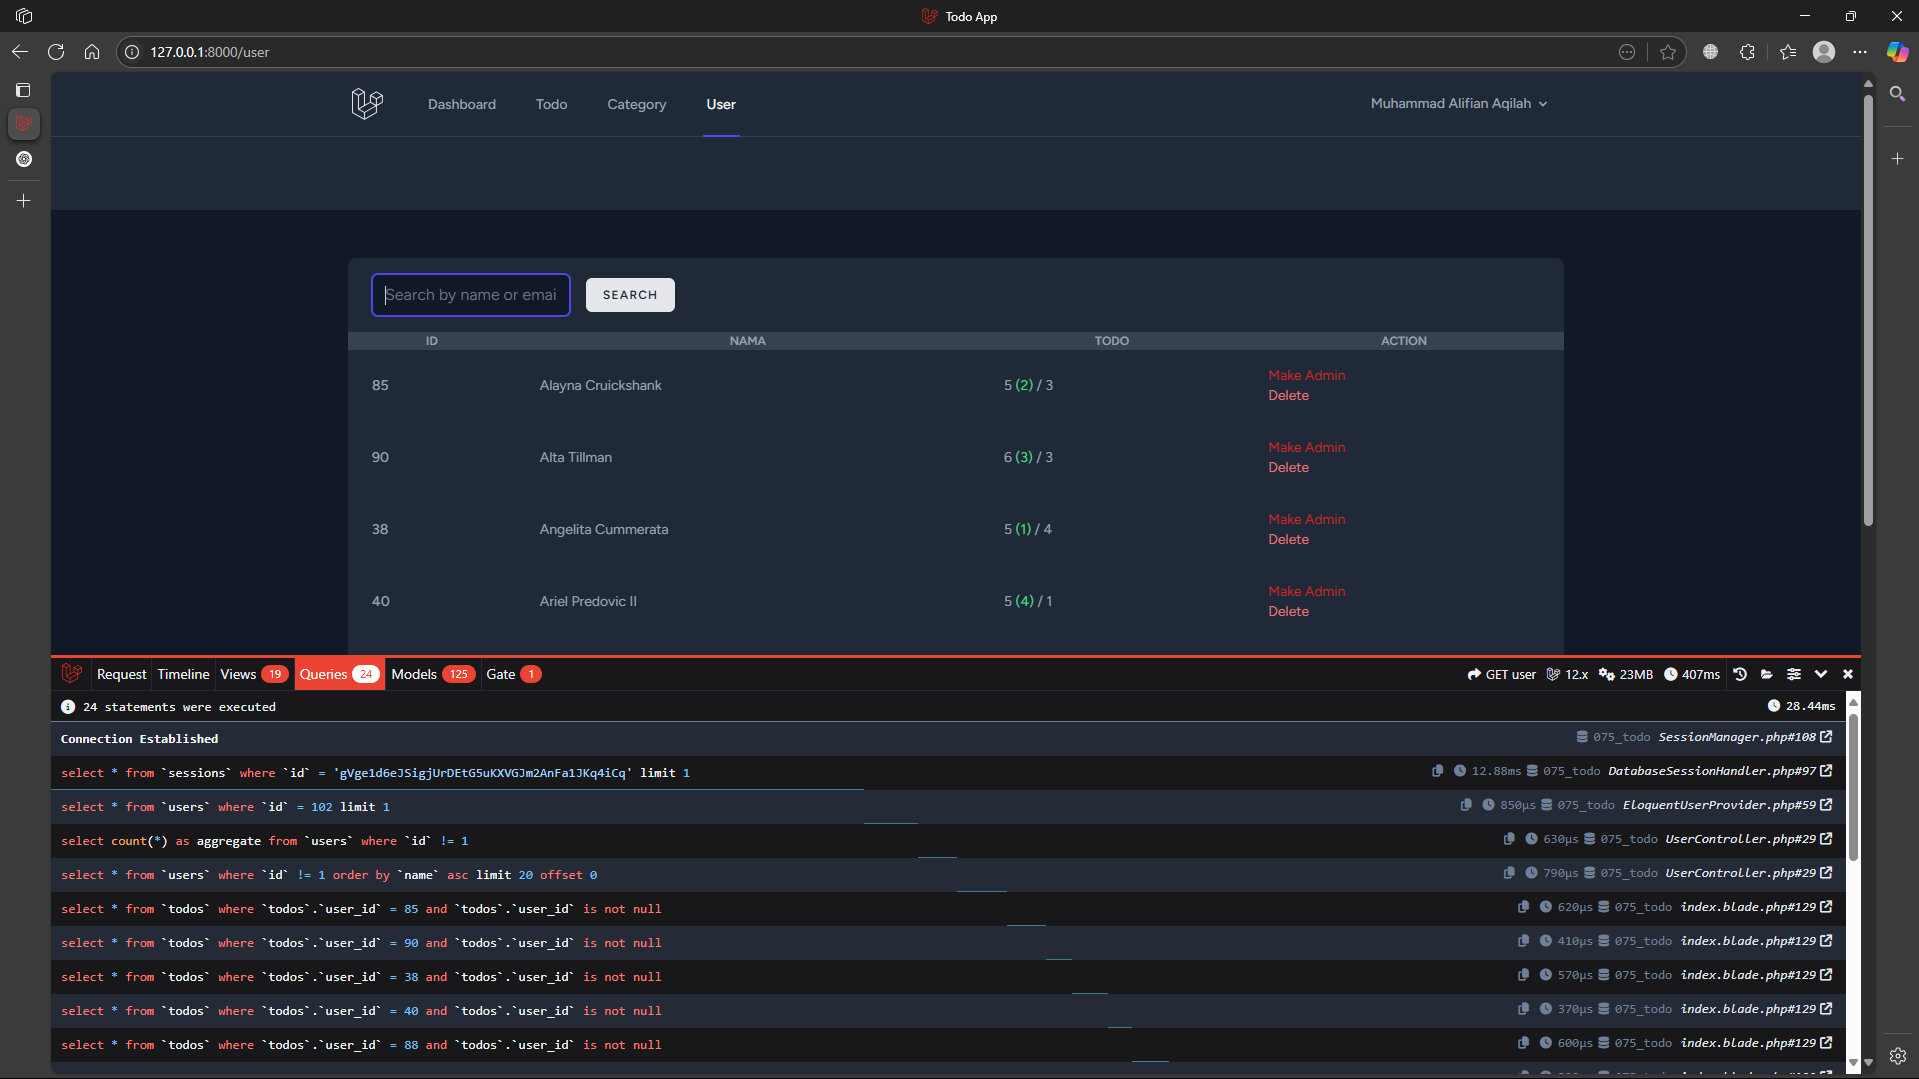 Todo App
127.0.0.1:8000/user
Dashboard Todo Category User Muhammad Alifian Aqilah
Search by name or emai SEARCH
ID NAMA TODO ACTION
85 Alayna Cruickshank 5 (2) / 3 Make Admin
Delete
90 Alta Tillman 6 (3) / 3 Make Admin
Delete
38 Angelita Cummerata 5 (1) / 4 Make Admin
Delete
40 Ariel Predovic II 5 (4) / 1 Make Admin
Delete
Request Timeline Views 19 Queries 24 Models 125 Gate 1 GET user 12.x 23MB 407ms
24 statements were executed 28.44ms
Connection Established 075_todo SessionManager.php#108
select * from `sessions` where `id` = 'gVge1d6eJSigjUrDEtG5uKXVGJm2AnFa1JKq4iCq' limit 1 12.88ms 075_todo DatabaseSessionHandler.php#97
select * from `users` where `id` = 102 limit 1 850μs 075_todo EloquentUserProvider.php#59
select count(*) as aggregate from `users` where `id` != 1 630μs 075_todo UserController.php#29
select * from `users` where `id` != 1 order by `name` asc limit 20 offset 0 790μs 075_todo UserController.php#29
select * from `todos` where `todos`.`user_id` = 85 and `todos`.`user_id` is not null 620μs 075_todo index.blade.php#129
select * from `todos` where `todos`.`user_id` = 90 and `todos`.`user_id` is not null 410μs 075_todo index.blade.php#129
select * from `todos` where `todos`.`user_id` = 38 and `todos`.`user_id` is not null 570μs 075_todo index.blade.php#129
select * from `todos` where `todos`.`user_id` = 40 and `todos`.`user_id` is not null 370μs 075_todo index.blade.php#129
select * from `todos` where `todos`.`user_id` = 88 and `todos`.`user_id` is not null 600μs 075_todo index.blade.php#129